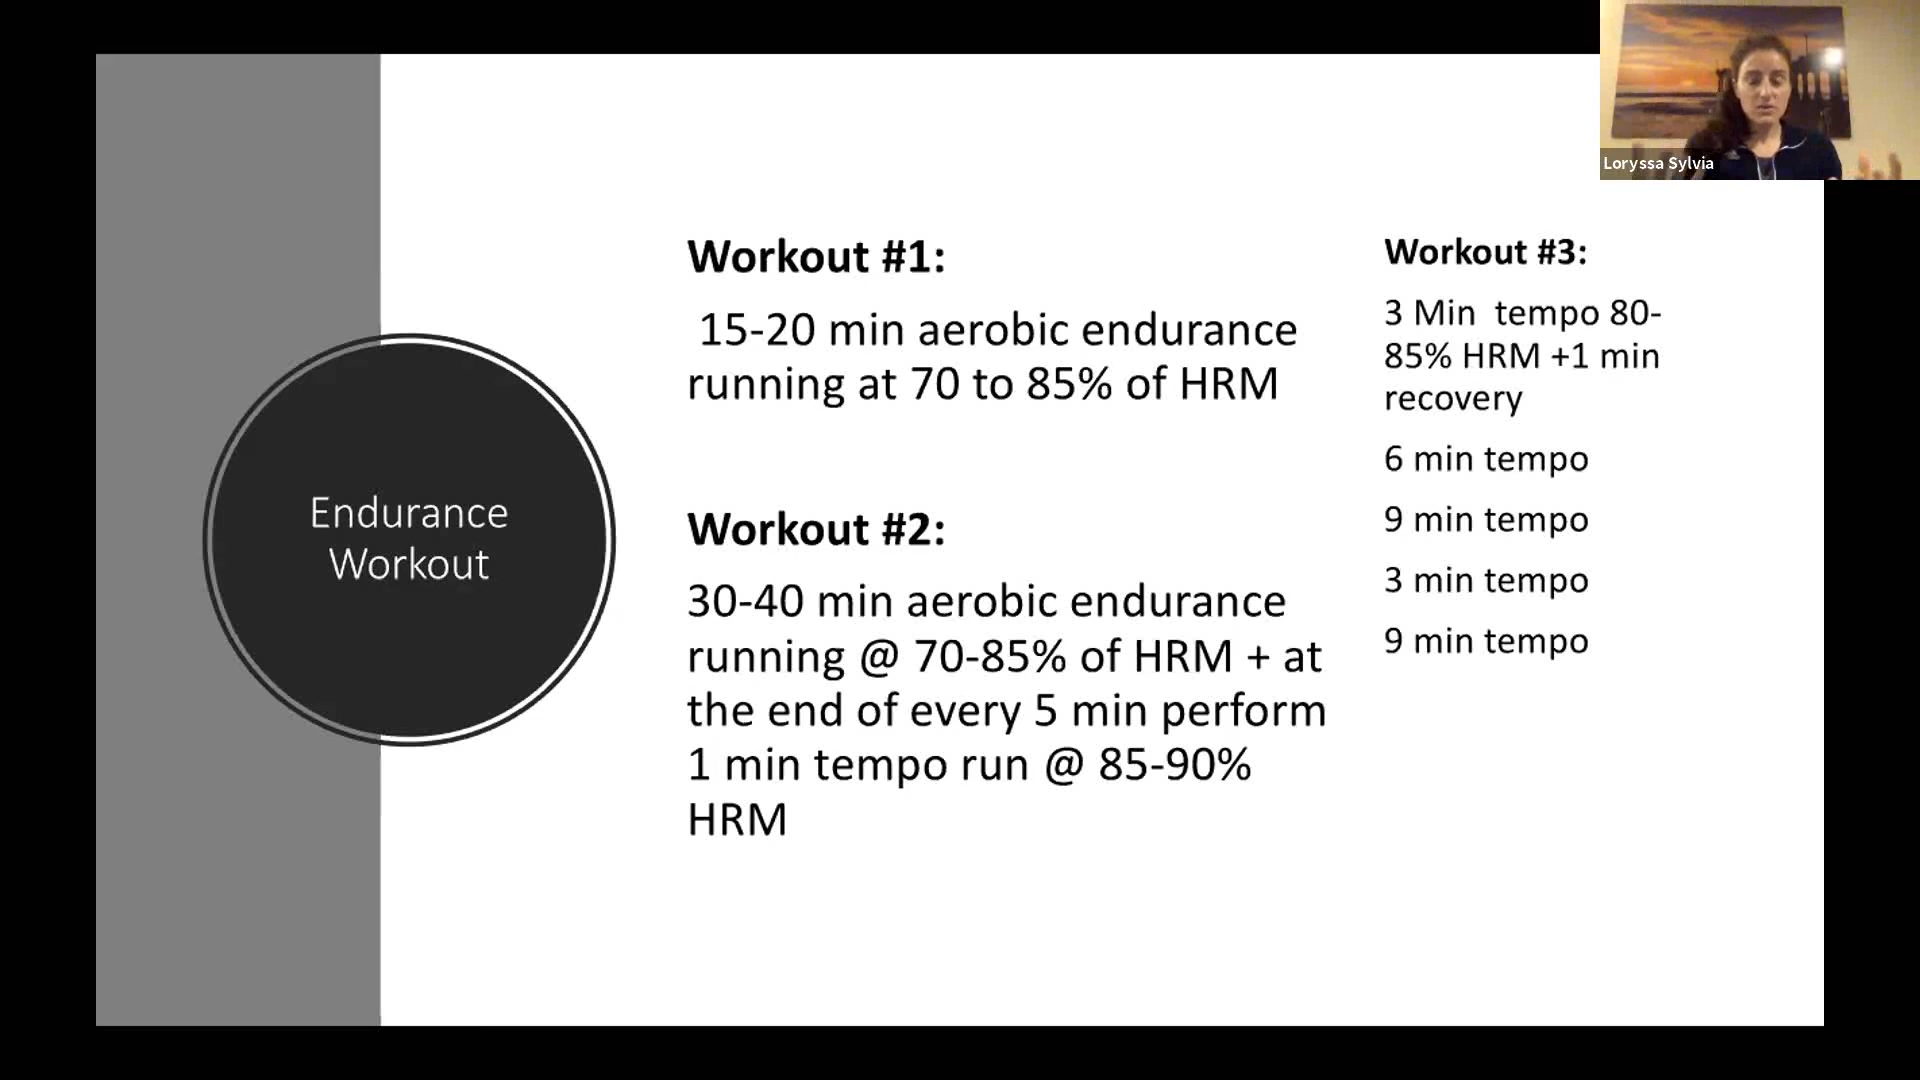 Loryssa Sylvia
Endurance
Workout
Workout #1:
15-20 min aerobic endurance
running at 70 to 85% of HRM
Workout #2:
30-40 min aerobic endurance
running @ 70-85% of HRM + at
the end of every 5 min perform
1 min tempo run @ 85-90%
HRM
Workout #3:
3 Min  tempo 80-
85% HRM +1 min
recovery
6 min tempo
9 min tempo
3 min tempo
9 min tempo